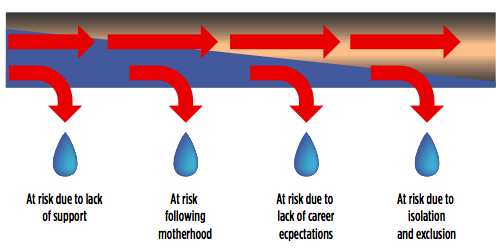 At risk due to lack
of support
At risk
following
motherhood
At risk due to
lack of career
ecpectations
At risk due to
isolation
and exclusion